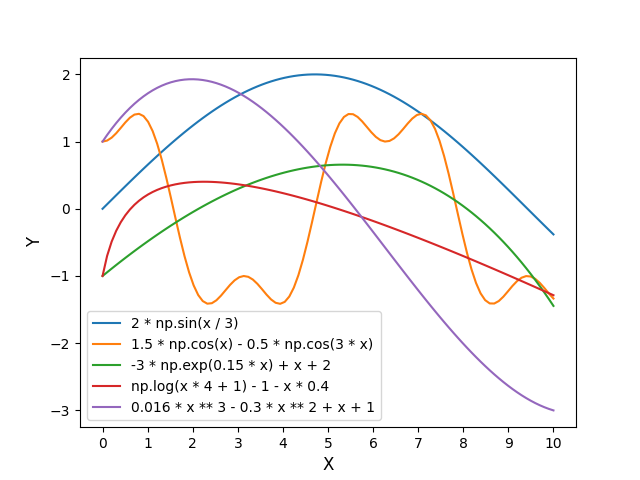 2
1
0
−1
−2
−3
Y
2 * np.sin(x / 3)
1.5 * np.cos(x) - 0.5 * np.cos(3 * x)
-3 * np.exp(0.15 * x) + x + 2
np.log(x * 4 + 1) - 1 - x * 0.4
0.016 * x ** 3 - 0.3 * x ** 2 + x + 1
0 1 2 3 4 5 6 7 8 9 10
X